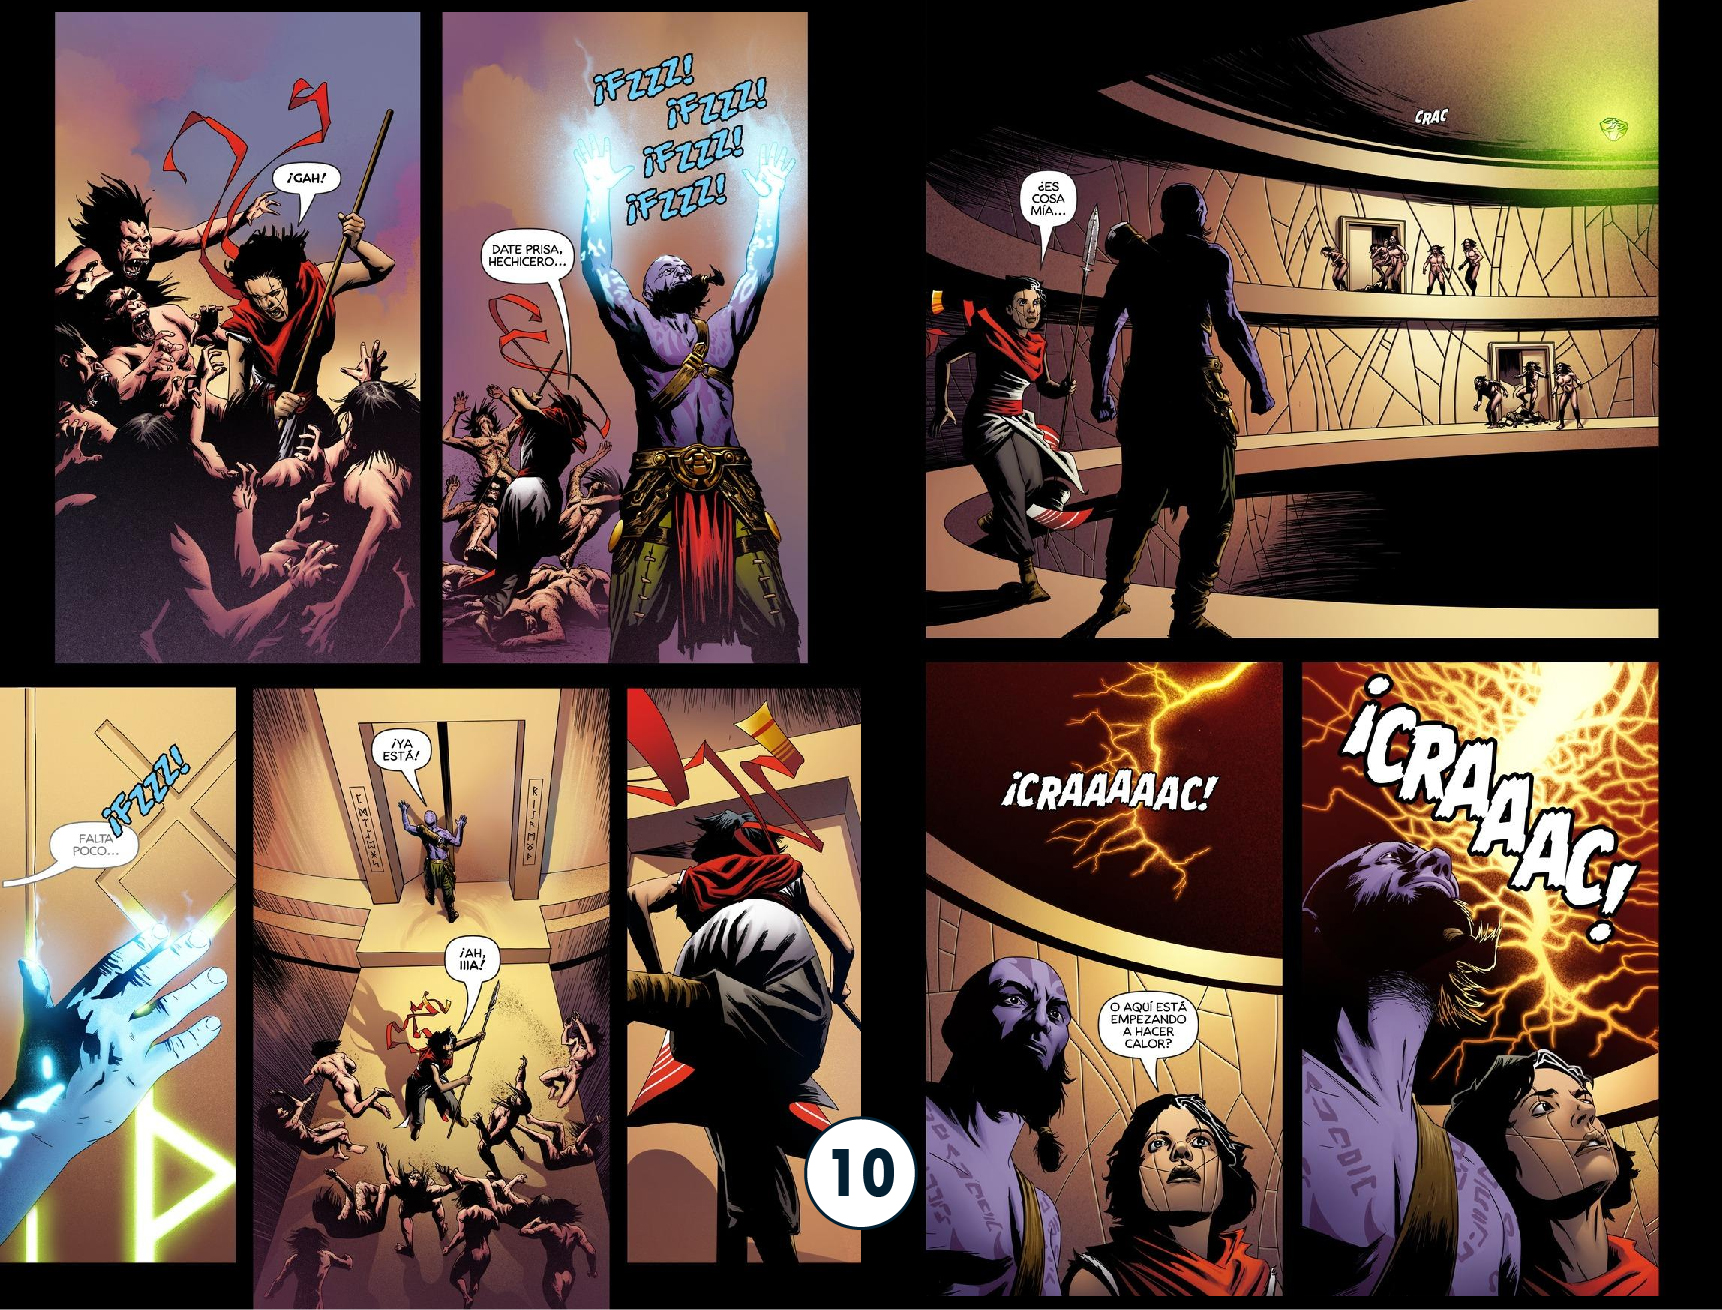 ¡GAH!
¡FZZZ!
¡FZZZ!
¡FZZZ!
¡FZZZ!
DATE PRISA,
HECHICERO...
¡FZZZ!
FALTA
POCO...
¡YA
ESTÁ!
¡AH,
IIIA!
10
CRAC
¿ES
COSA
MÍA...
¡CRAAAAAC!
O AQUÍ ESTÁ
EMPEZANDO
A HACER
CALOR?
¡CRAAAAC!